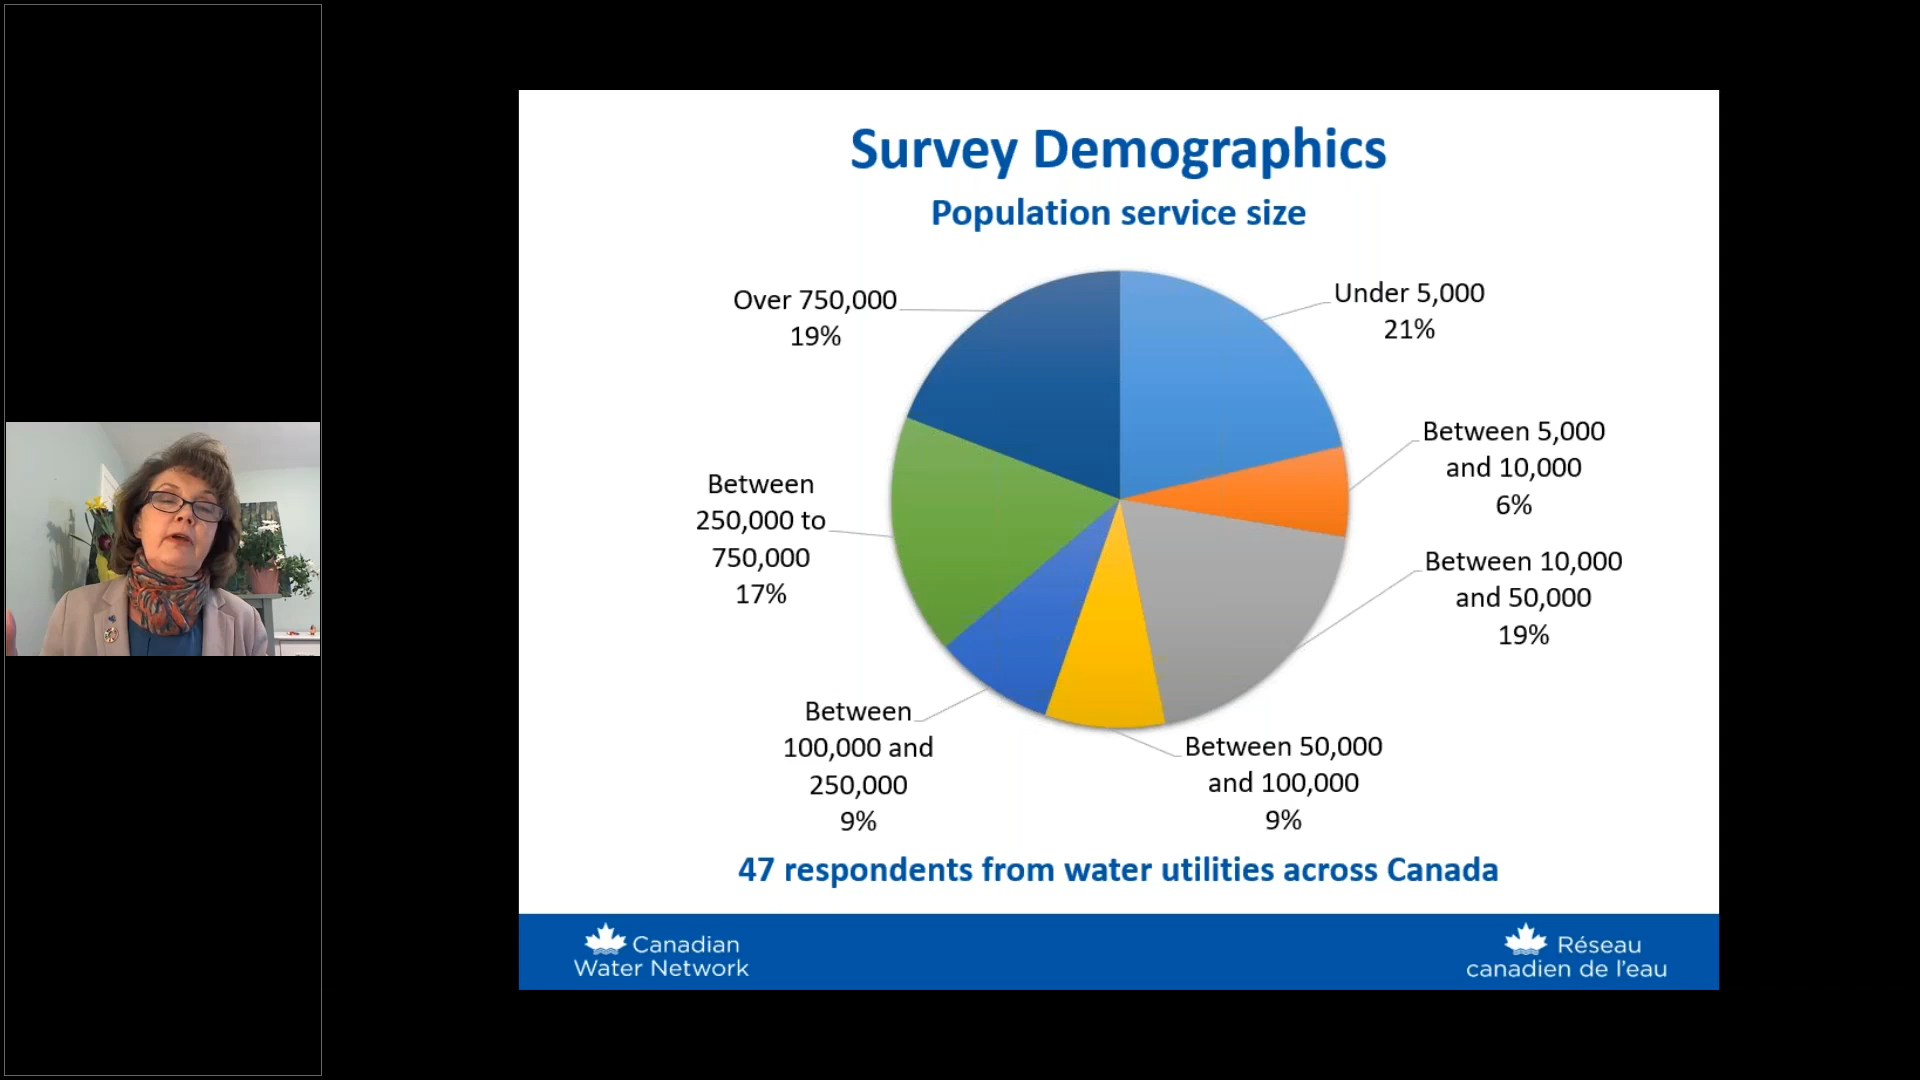 Survey Demographics
Population service size
Over 750,000
19%
Under 5,000
21%
Between 5,000
and 10,000
6%
Between
250,000 to
750,000
17%
Between 10,000
and 50,000
19%
Between
100,000 and
250,000
9%
Between 50,000
and 100,000
9%
47 respondents from water utilities across Canada
Canadian
Water Network
Réseau
canadien de l'eau